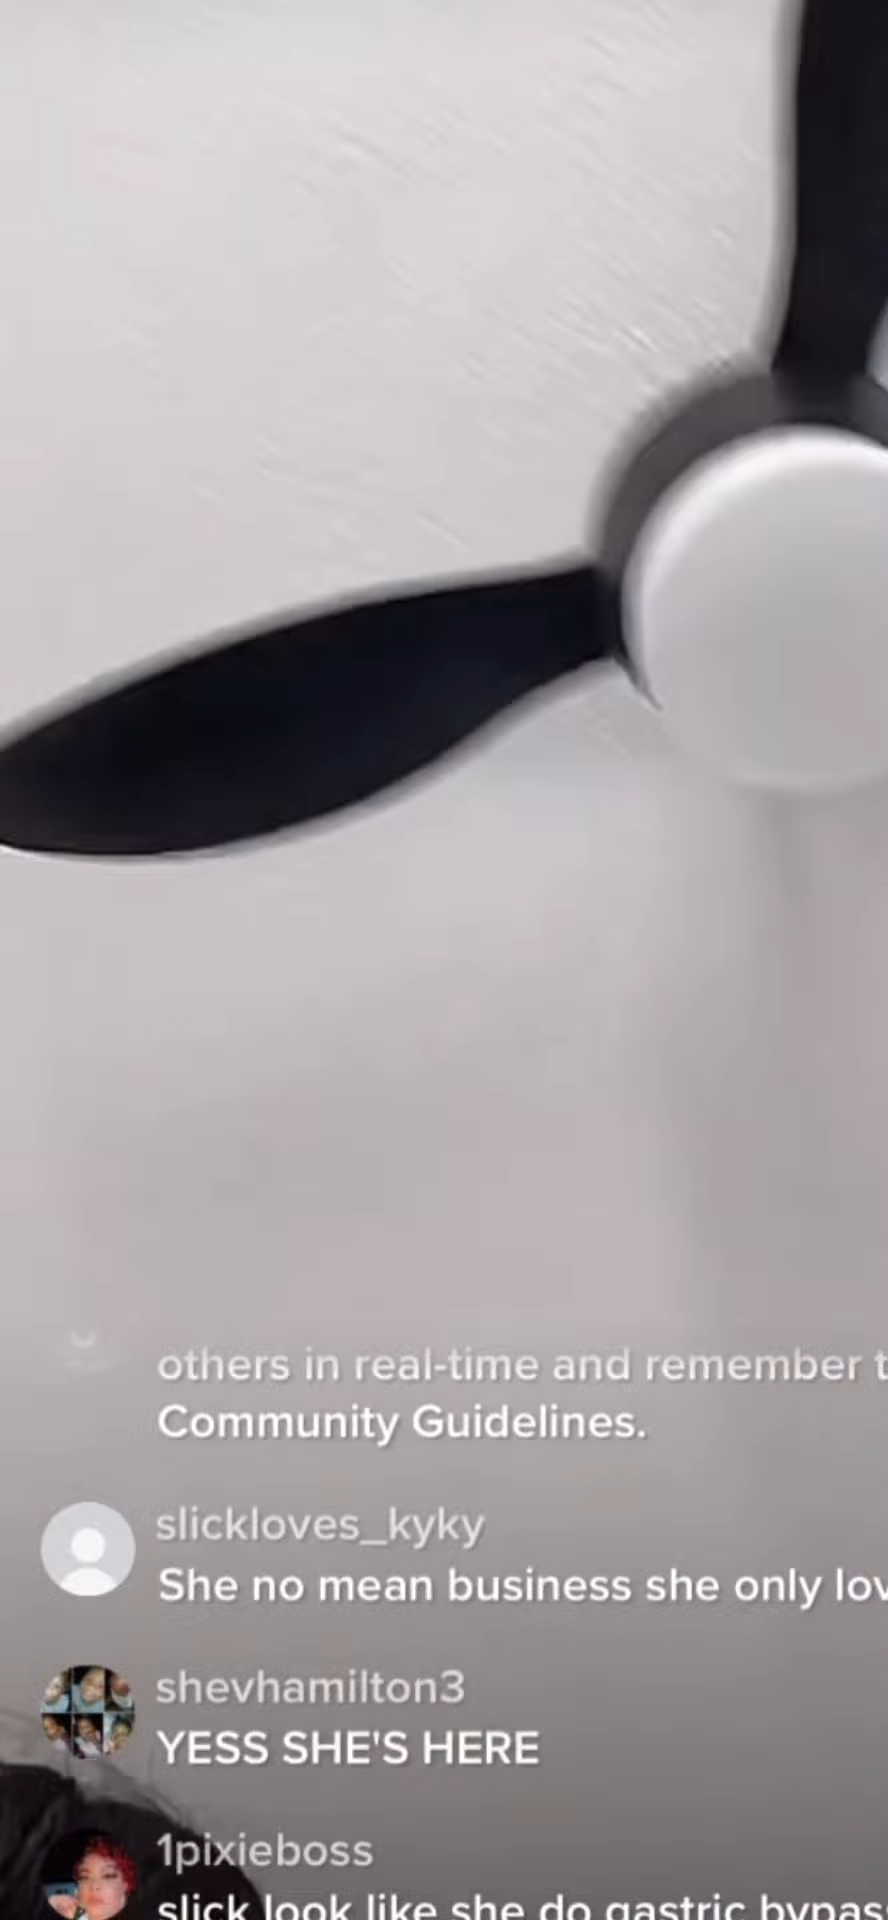 others in real-time and remember
Community Guidelines.
slickloves_kyky
She no mean business she only
shevhamilton3
YESS SHE'S HERE
1pixieboss
slick look like she do gastric